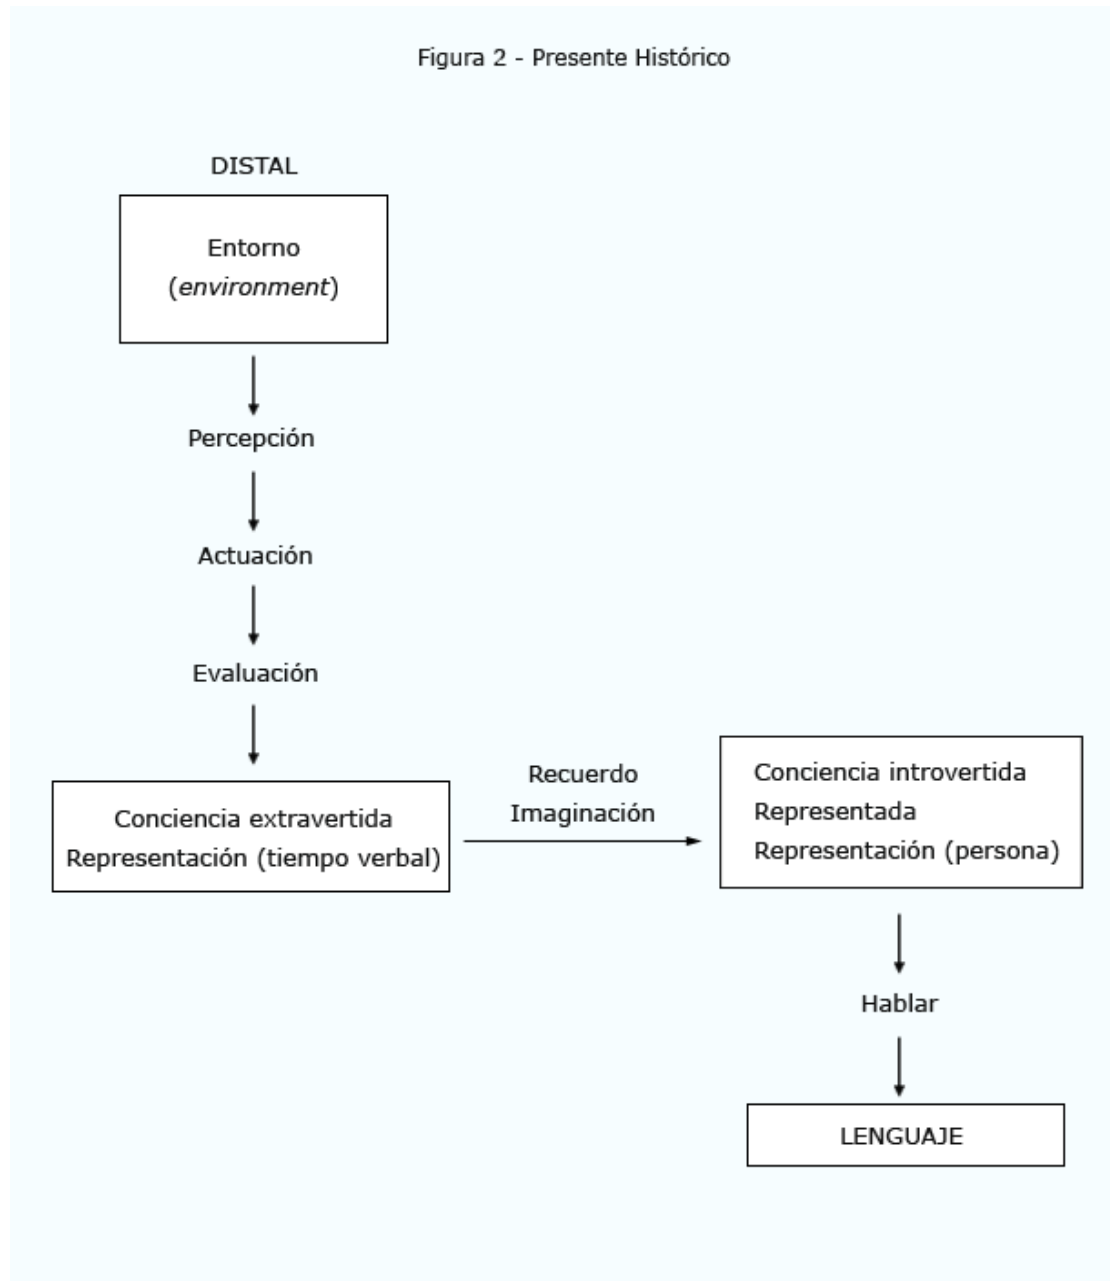 Figura 2 - Presente Histórico
DISTAL
Entorno
(environment)
Percepción
Actuación
Evaluación
Conciencia extravertida
Representación (tiempo verbal)
Recuerdo
Imaginación
Conciencia introvertida
Representada
Representación (persona)
Hablar
LENGUAJE